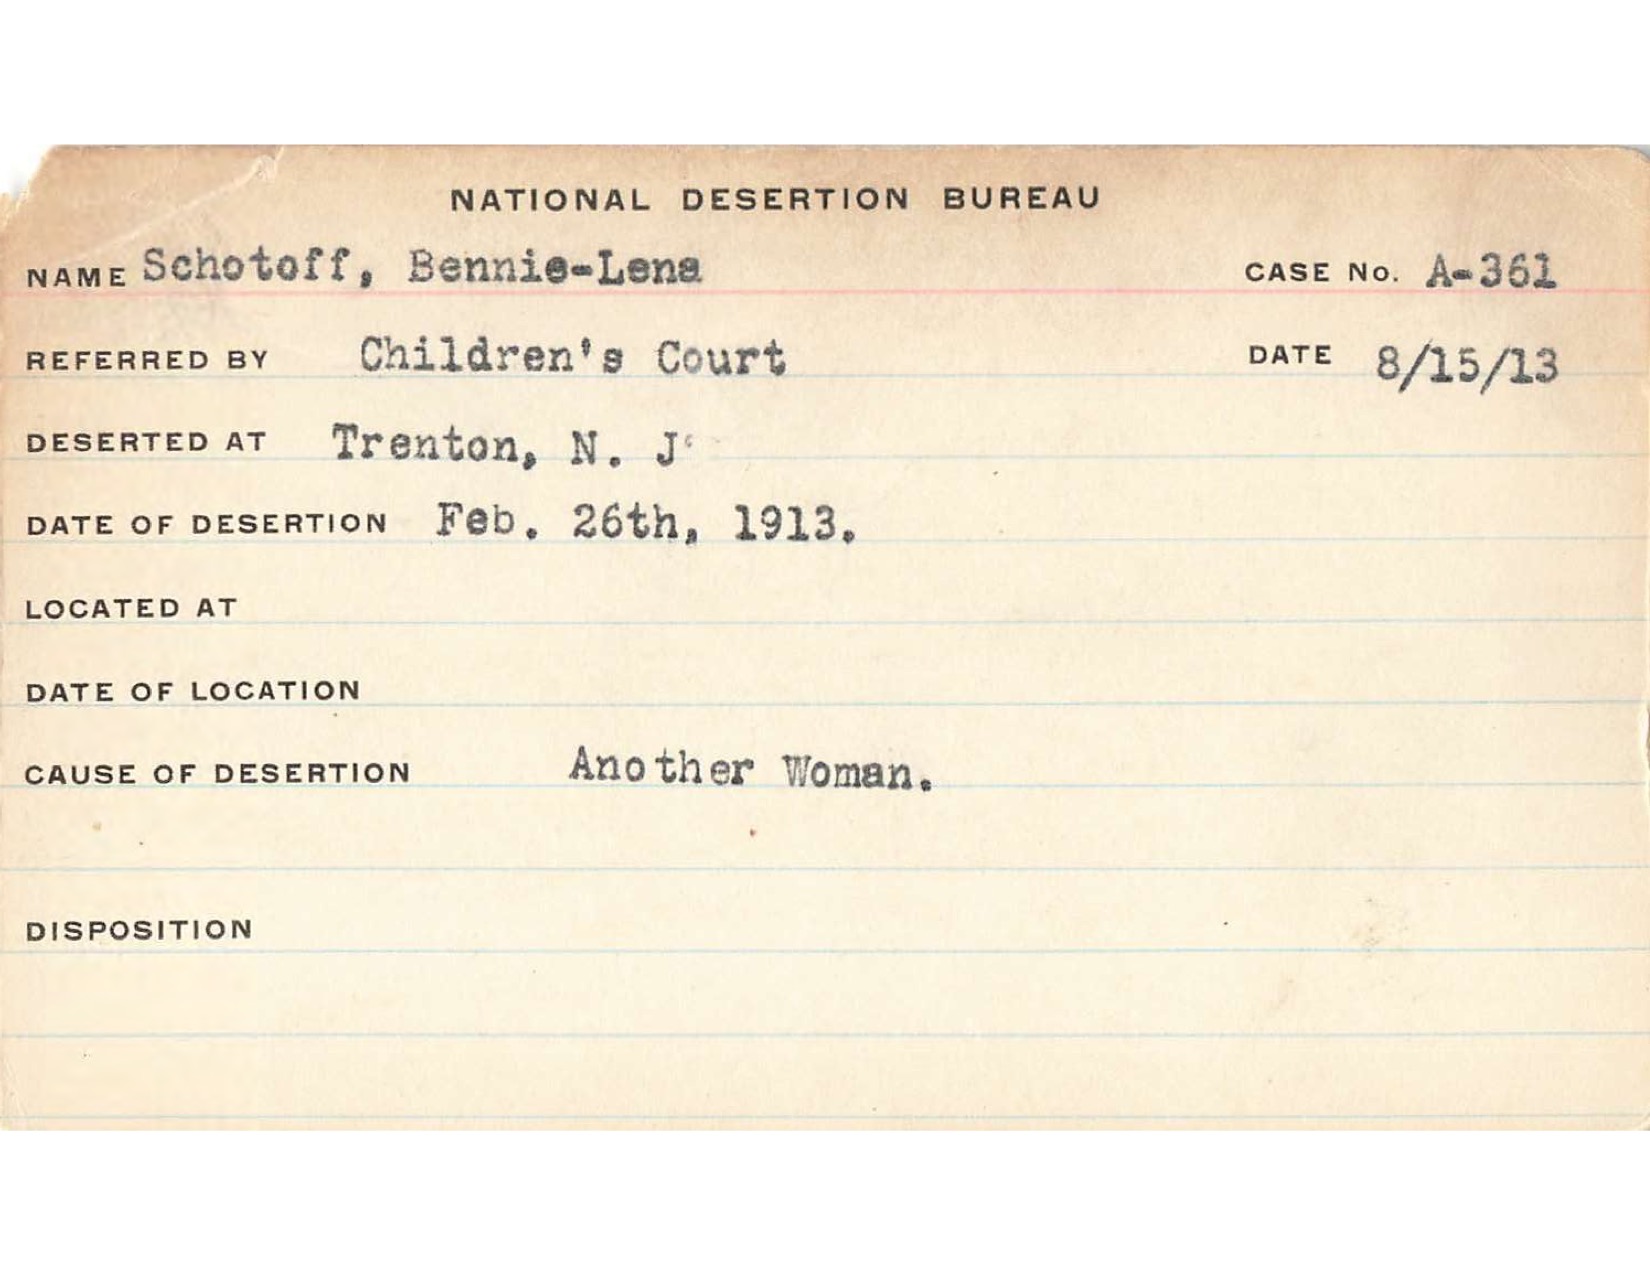 NATIONAL DESERTION BUREAU
NAME Schotoff, Bennie-Lena CASE No. A-361
REFERRED BY Children's Court DATE 8/15/13
DESERTED AT Trenton, N. J.
DATE OF DESERTION Feb. 26th, 1913.
LOCATED AT
DATE OF LOCATION
CAUSE OF DESERTION Another Woman.
DISPOSITION